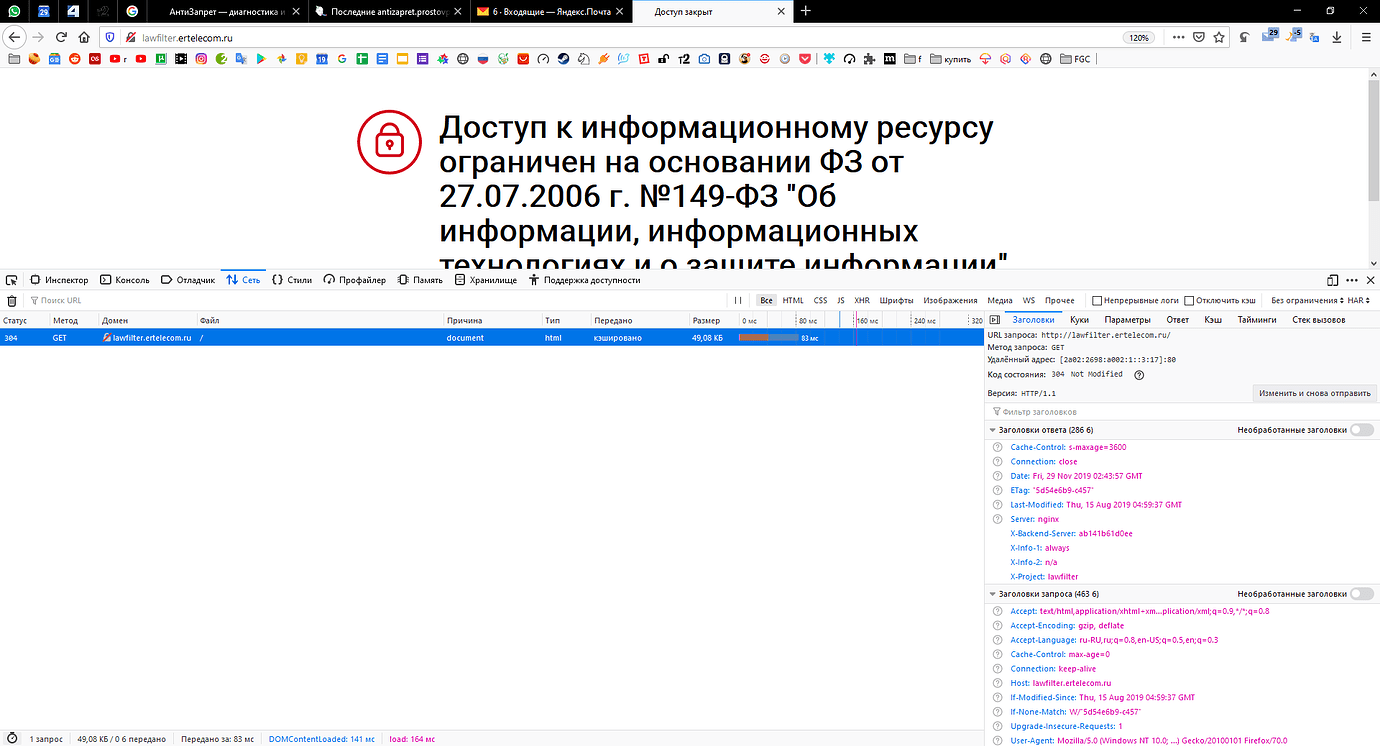 АнтиЗапрет — диагностика и
Последние antizapret.prostovp
6 · Входящие — Яндекс.Почта
Доступ закрыт
lawfilter.ertelecom.ru
120%
29
-5
f
купить
FGC
Доступ к информационному ресурсу
ограничен на основании ФЗ от
27.07.2006 г. №149-ФЗ "Об
информации, информационных
технологиях и о защите информации"
Инспектор
Консоль
Отладчик
Сеть
Стили
Профайлер
Память
Хранилище
Поддержка доступности
Поиск URL
Все HTML CSS JS XHR Шрифты Изображения Медиа WS Прочее
Непрерывные логи
Отключить кэш
Без ограничения
HAR
Статус Метод Домен Файл Причина Тип Передано Размер 0 мс 80 мс 160 мс 240 мс 320
304 GET lawfilter.ertelecom.ru / document html кэшировано 49,08 КБ 83 мс
Заголовки Куки Параметры Ответ Кэш Тайминги Стек вызовов
URL запроса: http://lawfilter.ertelecom.ru/
Метод запроса: GET
Удалённый адрес: [2a02:2698:a002:1::3:17]:80
Код состояния: 304 Not Modified
Версия: HTTP/1.1
Изменить и снова отправить
Фильтр заголовков
Заголовки ответа (286 б)
Необработанные заголовки
Cache-Control: s-maxage=3600
Connection: close
Date: Fri, 29 Nov 2019 02:43:57 GMT
ETag: "5d54e6b9-c457"
Last-Modified: Thu, 15 Aug 2019 04:59:37 GMT
Server: nginx
X-Backend-Server: ab141b61d0ee
X-Info-1: always
X-Info-2: n/a
X-Project: lawfilter
Заголовки запроса (463 б)
Необработанные заголовки
Accept: text/html,application/xhtml+xm…plication/xml;q=0.9,*/*;q=0.8
Accept-Encoding: gzip, deflate
Accept-Language: ru-RU,ru;q=0.8,en-US;q=0.5,en;q=0.3
Cache-Control: max-age=0
Connection: keep-alive
Host: lawfilter.ertelecom.ru
If-Modified-Since: Thu, 15 Aug 2019 04:59:37 GMT
If-None-Match: W/"5d54e6b9-c457"
Upgrade-Insecure-Requests: 1
User-Agent: Mozilla/5.0 (Windows NT 10.0; …) Gecko/20100101 Firefox/70.0
1 запрос
49,08 КБ / 0 б передано
Передано за: 83 мс
DOMContentLoaded: 141 мс
load: 164 мс